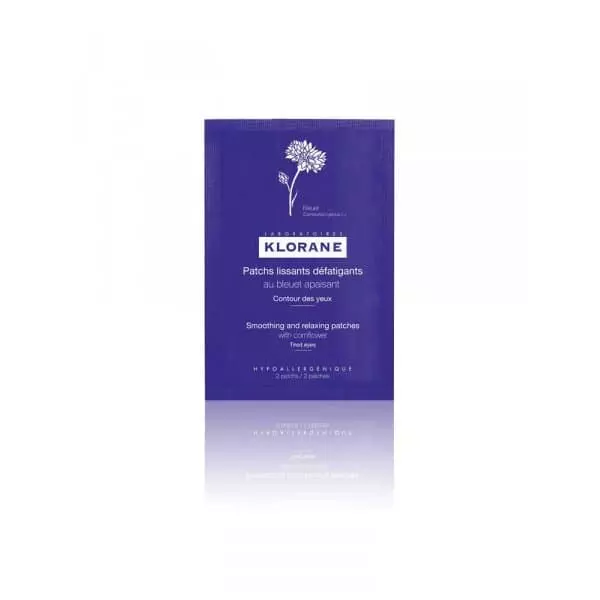 Bleuet
LABORATOIRES
KLORANE
Patchs lissants défatigants
au bleuet apaisant
Contour des yeux
Smoothing and relaxing patches
with cornflower
Tired eyes
HYPOALLERGÉNIQUE
2 patchs / 2 patches